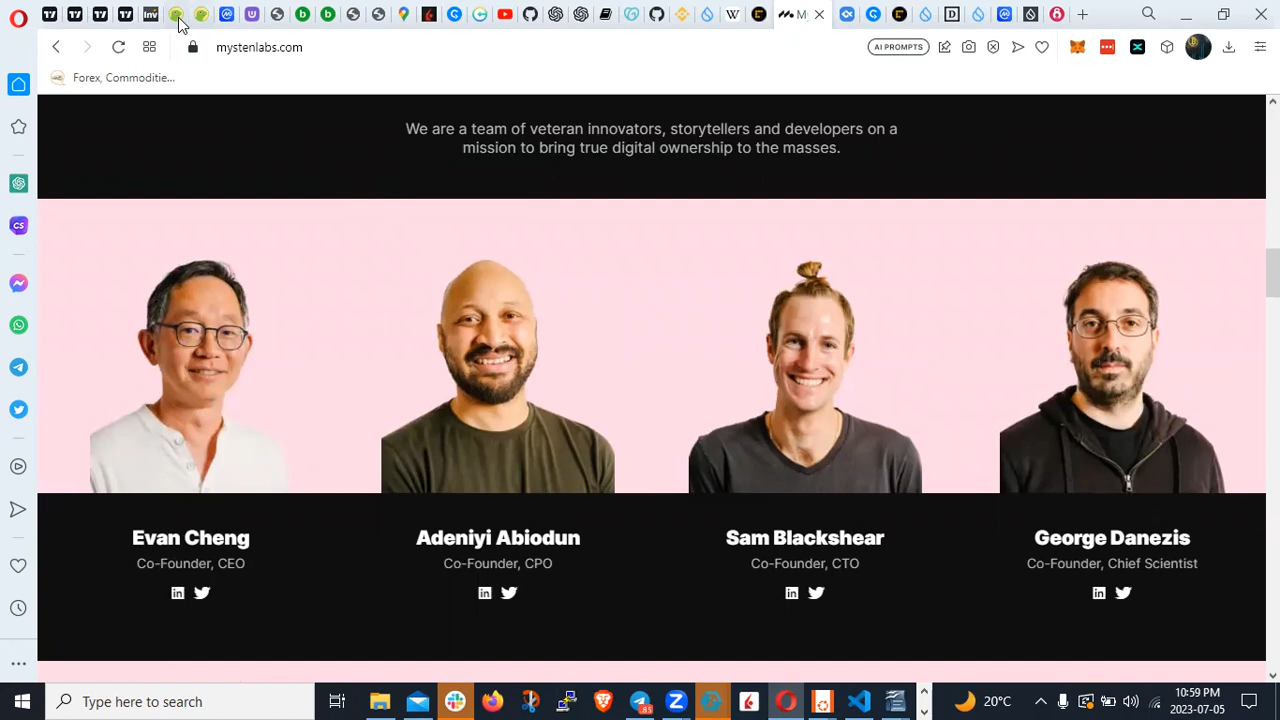 inv
M
mystenlabs.com
AI PROMPTS
Forex, Commoditie...
CS
We are a team of veteran innovators, storytellers and developers on a
mission to bring true digital ownership to the masses.
Evan Cheng
Adeniyi Abiodun
Sam Blackshear
George Danezis
Co-Founder, CEO
Co-Founder, CPO
Co-Founder, CTO
Co-Founder, Chief Scientist
Type here to search
85
20°C
10:59 PM
2023-07-05